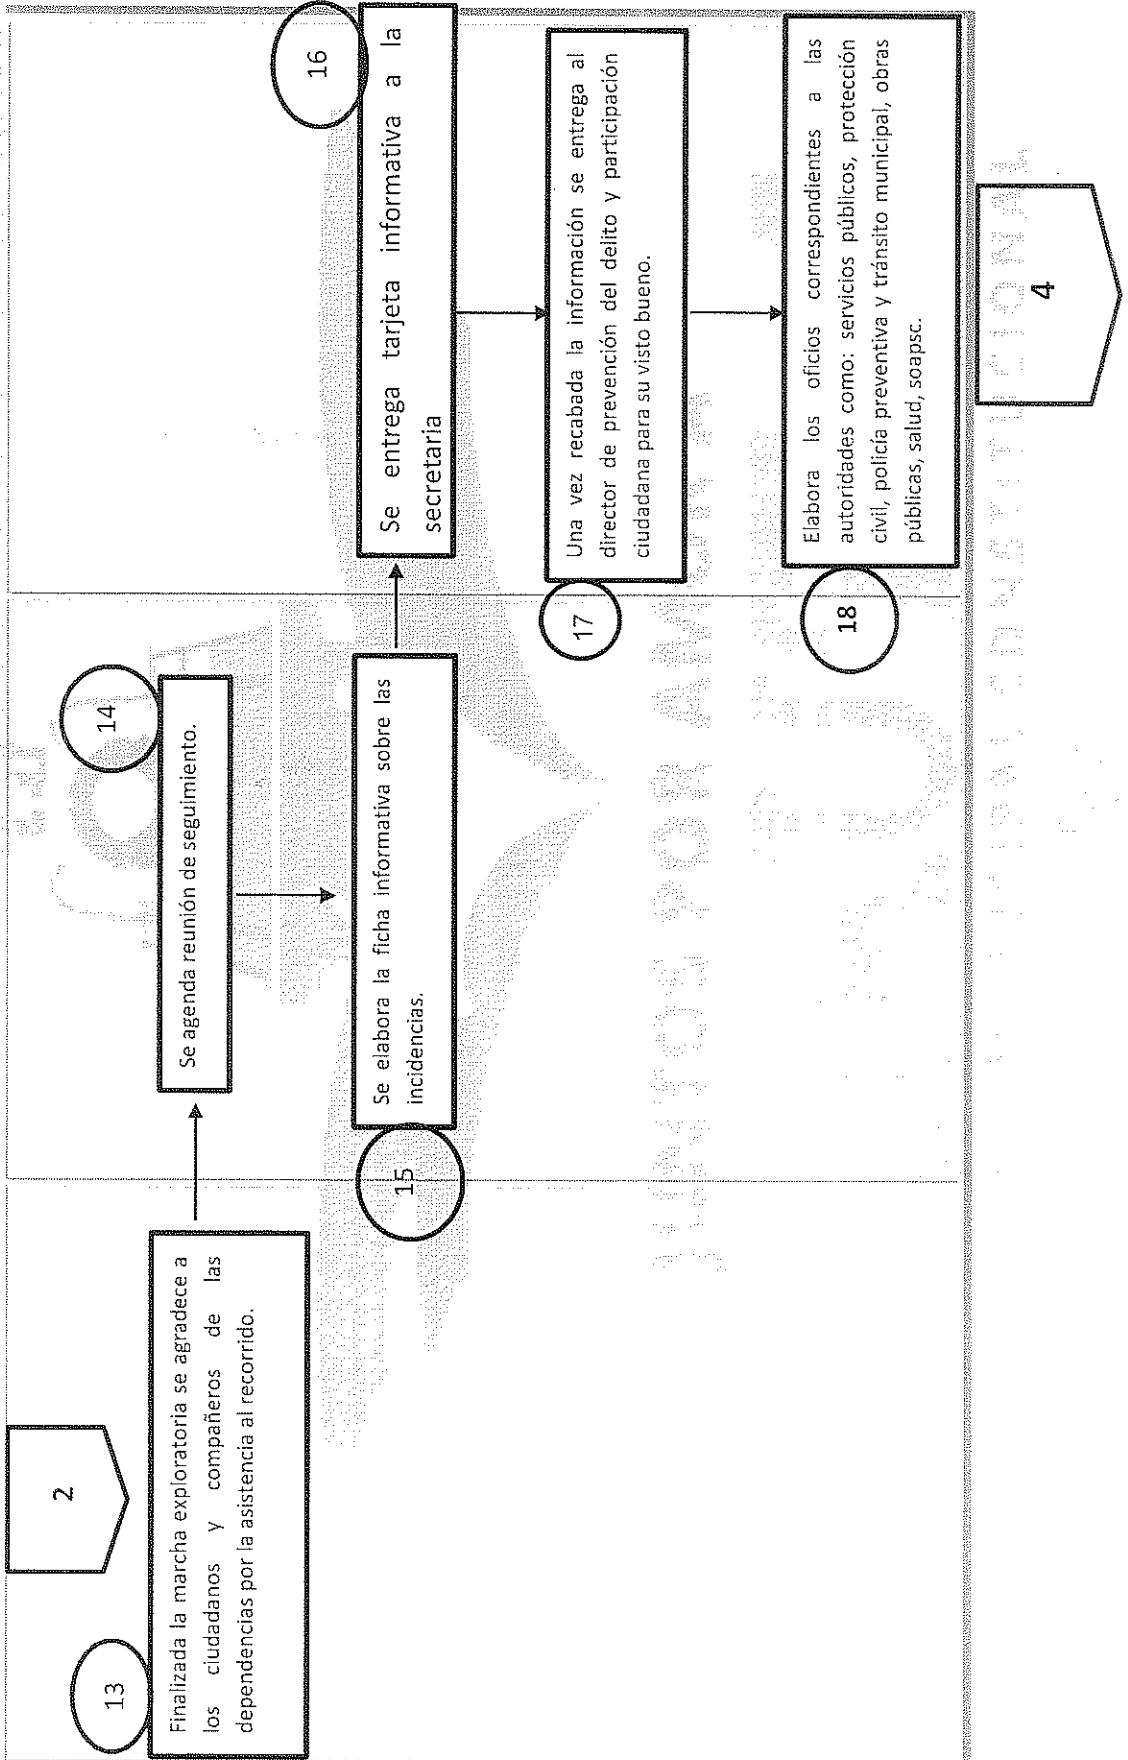 2
13
Finalizada la marcha exploratoria se agradece a
los ciudadanos y compañeros de las
dependencias por la asistencia al recorrido.
14
Se agenda reunión de seguimiento.
15
Se elabora la ficha informativa sobre las
incidencias.
16
Se entrega tarjeta informativa a la
secretaria
17
Una vez recabada la información se entrega al
director de prevención del delito y participación
ciudadana para su visto bueno.
18
Elabora los oficios correspondientes a las
autoridades como: servicios públicos, protección
civil, policía preventiva y tránsito municipal, obras
públicas, salud, soapsc.
4
JUNTOS POR AM